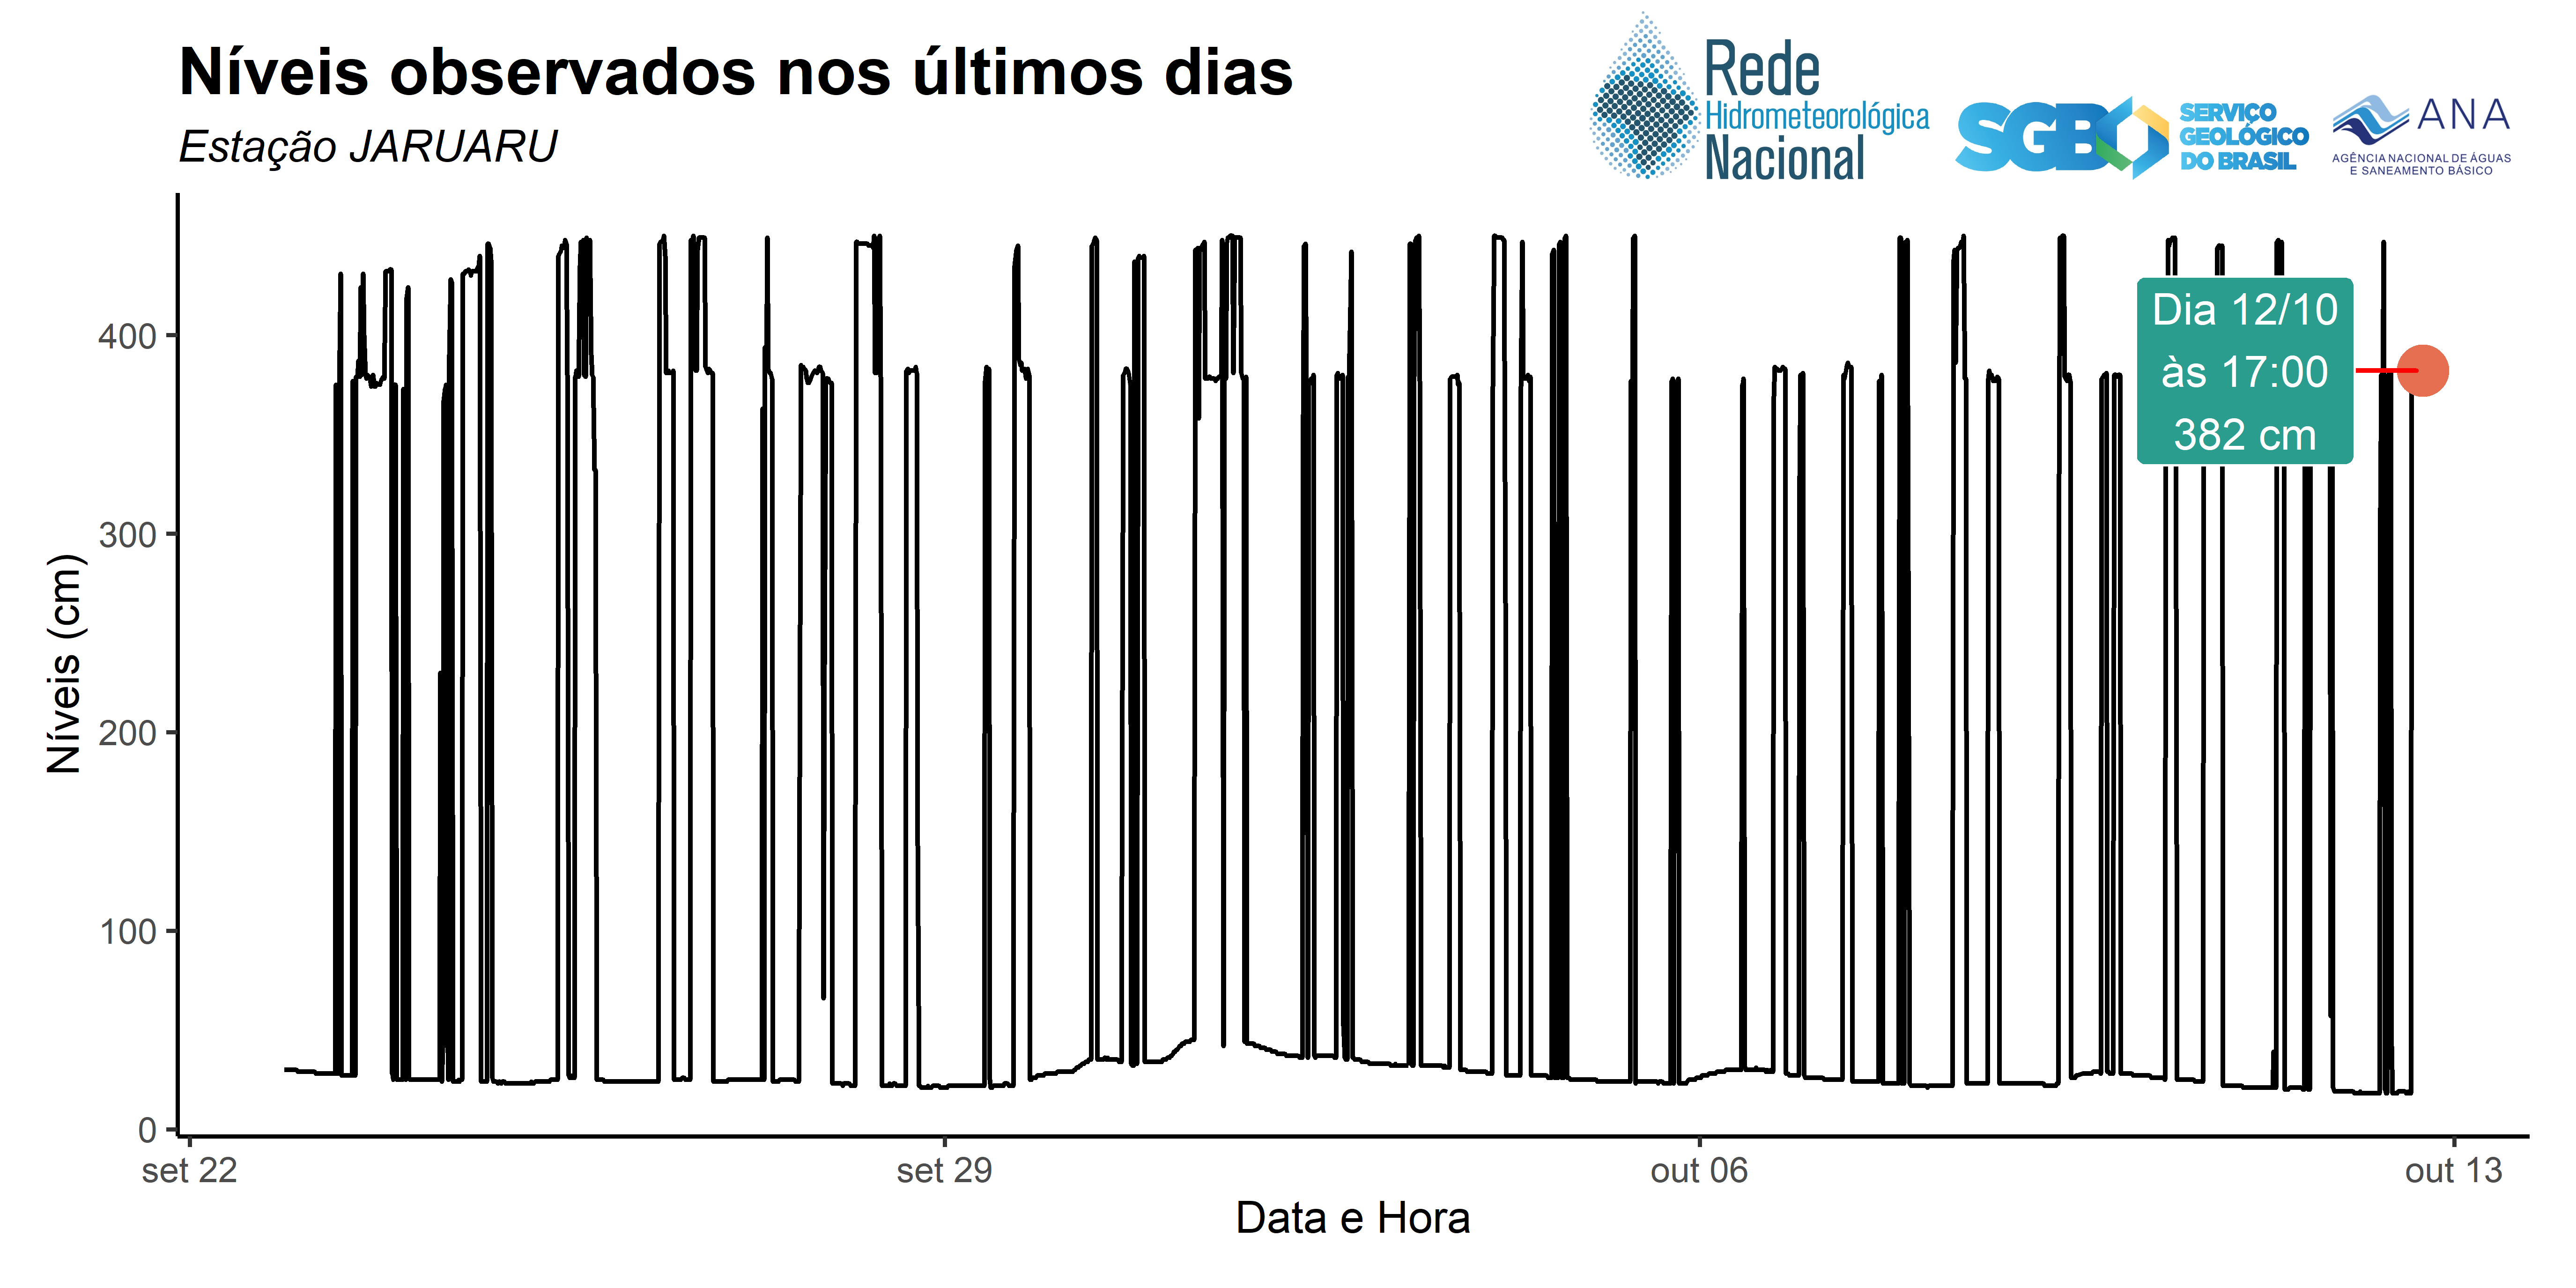 Níveis observados nos últimos dias
Estação JARUARU
Rede
Hidrometeorológica
Nacional
SGB
SERVIÇO
GEOLÓGICO
DO BRASIL
ANA
AGÊNCIA NACIONAL DE ÁGUAS
E SANEAMENTO BÁSICO
Níveis (cm)
400
300
200
100
0
Dia 12/10
às 17:00
382 cm
set 22
set 29
out 06
out 13
Data e Hora